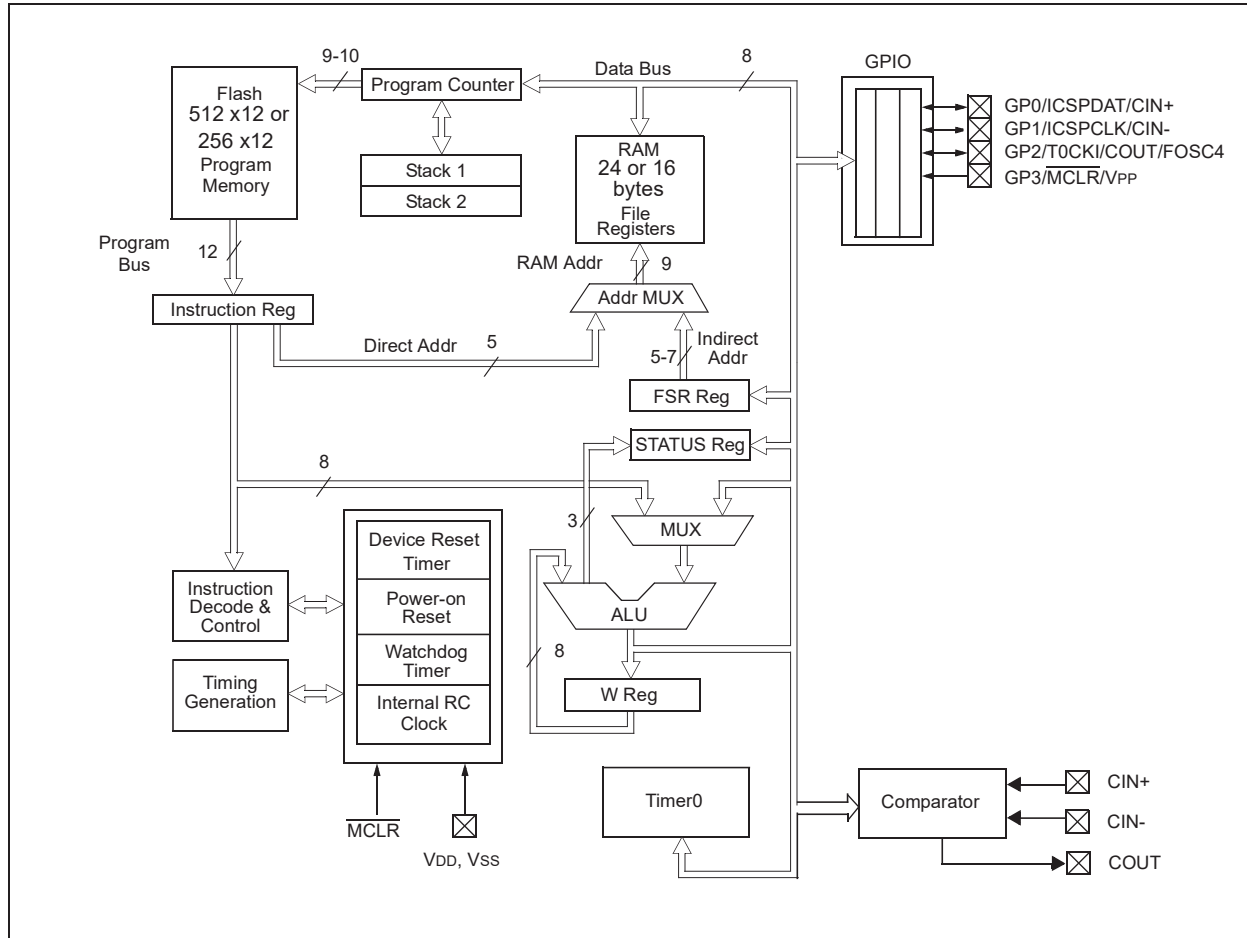 9-10
Flash
512 x12 or
256 x12
Program
Memory
Program Counter
Stack 1
Stack 2
Data Bus
8
RAM
24 or 16
bytes
File
Registers
GPIO
GP0/ICSPDAT/CIN+
GP1/ICSPCLK/CIN-
GP2/T0CKI/COUT/FOSC4
GP3/MCLR/VPP
Program
Bus
12
RAM Addr
9
Instruction Reg
Addr MUX
Direct Addr
5
5-7
Indirect
Addr
FSR Reg
STATUS Reg
8
3
MUX
Device Reset
Timer
Power-on
Reset
Watchdog
Timer
Internal RC
Clock
Instruction
Decode &
Control
Timing
Generation
ALU
8
W Reg
MCLR
VDD, VSS
Timer0
Comparator
CIN+
CIN-
COUT